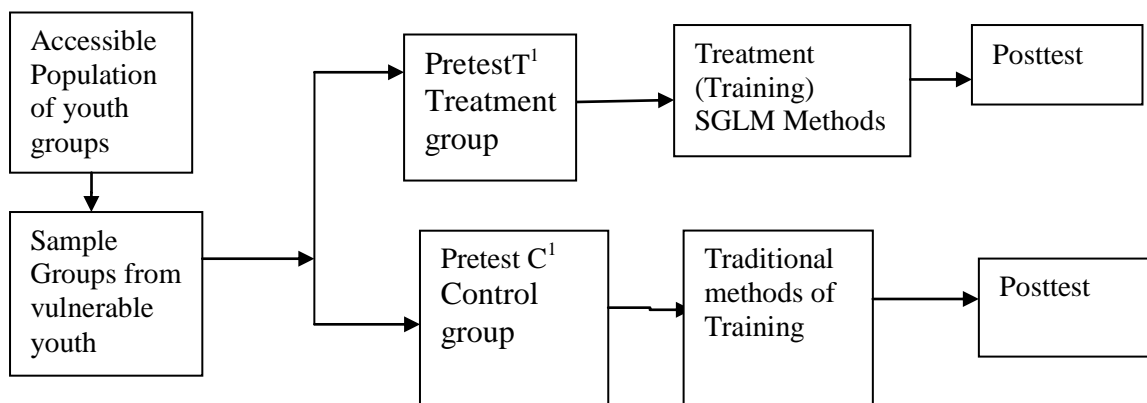 Accessible
Population
of youth
groups
Sample
Groups from
vulnerable
youth
PretestT¹
Treatment
group
Treatment
(Training)
SGLM Methods
Posttest
Pretest C¹
Control
group
Traditional
methods of
Training
Posttest